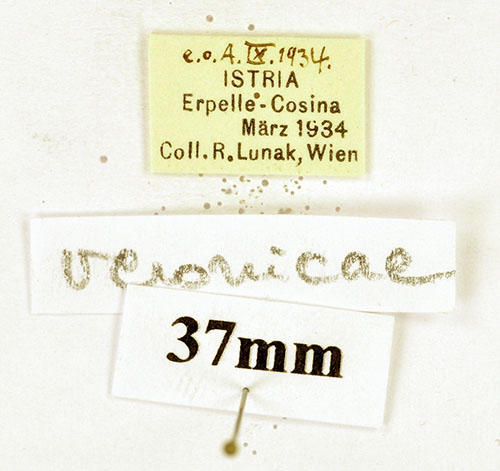 e.o.A. IX. 1934.
ISTRIA
Erpelle-Cosina
März 1934
Coll. R. Lunak, Wien
veronicae
37mm